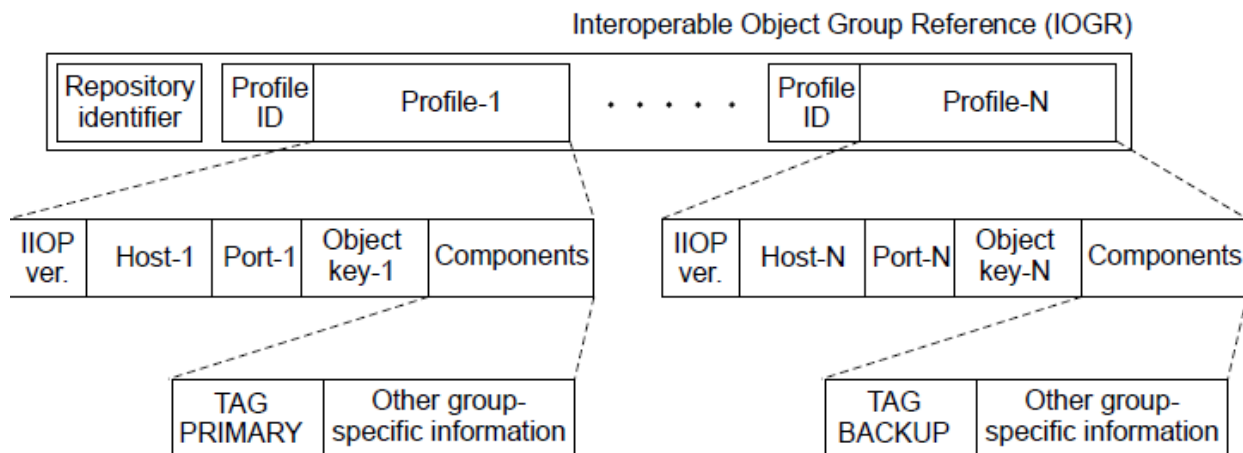 Interoperable Object Group Reference (IOGR)
Repository
identifier
Profile
ID
Profile-1
. . . . .
Profile
ID
Profile-N
IIOP
ver.
Host-1
Port-1
Object
key-1
Components
IIOP
ver.
Host-N
Port-N
Object
key-N
Components
TAG
PRIMARY
Other group-
specific information
TAG
BACKUP
Other group-
specific information